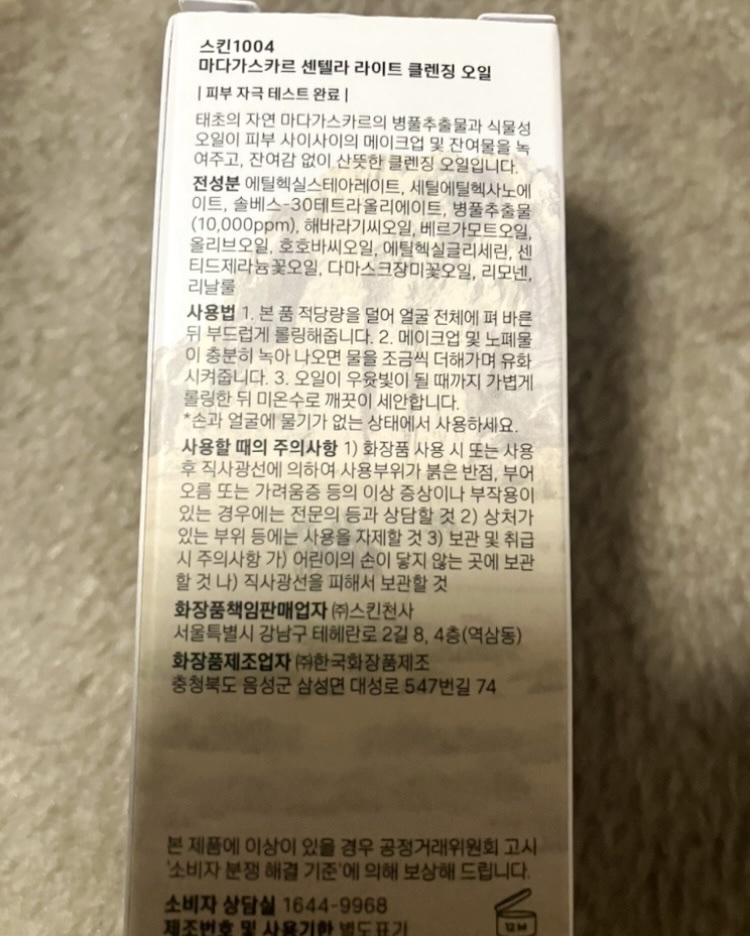 스킨1004
마다가스카르 센텔라 라이트 클렌징 오일
| 피부 자극 테스트 완료 |
태초의 자연 마다가스카르의 병풀추출물과 식물성
오일이 피부 사이사이의 메이크업 및 잔여물을 녹
여주고, 잔여감 없이 산뜻한 클렌징 오일입니다.
전성분 에틸헥실스테아레이트, 세틸에틸헥사노에
이트, 솔베스-30테트라올리에이트, 병풀추출물
(10,000ppm), 해바라기씨오일, 베르가모트오일,
올리브오일, 호호바씨오일, 에틸헥실글리세린, 센
티드제라늄꽃오일, 다마스크장미꽃오일, 리모넨,
리날룰
사용법 1. 본 품 적당량을 덜어 얼굴 전체에 펴 바른
뒤 부드럽게 롤링해줍니다. 2. 메이크업 및 노폐물
이 충분히 녹아 나오면 물을 조금씩 더해가며 유화
시켜줍니다. 3. 오일이 우윳빛이 될 때까지 가볍게
롤링한 뒤 미온수로 깨끗이 세안합니다.
*손과 얼굴에 물기가 없는 상태에서 사용하세요.
사용할 때의 주의사항 1) 화장품 사용 시 또는 사용
후 직사광선에 의하여 사용부위가 붉은 반점, 부어
오름 또는 가려움증 등의 이상 증상이나 부작용이
있는 경우에는 전문의 등과 상담할 것 2) 상처가
있는 부위 등에는 사용을 자제할 것 3) 보관 및 취급
시 주의사항 가) 어린이의 손이 닿지 않는 곳에 보관
할 것 나) 직사광선을 피해서 보관할 것
화장품책임판매업자 ㈜스킨천사
서울특별시 강남구 테헤란로 2길 8, 4층(역삼동)
화장품제조업자 ㈜한국화장품제조
충청북도 음성군 삼성면 대성로 547번길 74
본 제품에 이상이 있을 경우 공정거래위원회 고시
'소비자 분쟁 해결 기준'에 의해 보상해 드립니다.
소비자 상담실 1644-9968
제조번호 및 사용기한 별도표기
12M